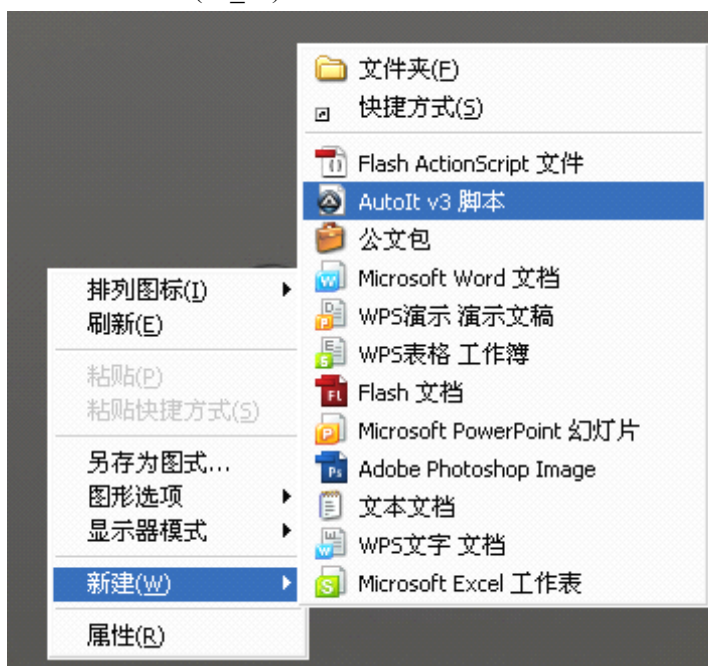 文件夹(F)
快捷方式(S)
Flash ActionScript 文件
AutoIt v3 脚本
公文包
Microsoft Word 文档
WPS演示 演示文稿
WPS表格 工作簿
Flash 文档
Microsoft PowerPoint 幻灯片
Adobe Photoshop Image
文本文档
WPS文字 文档
Microsoft Excel 工作表
排列图标(I)
刷新(E)
粘贴(P)
粘贴快捷方式(S)
另存为图式...
图形选项
显示器模式
新建(W)
属性(R)